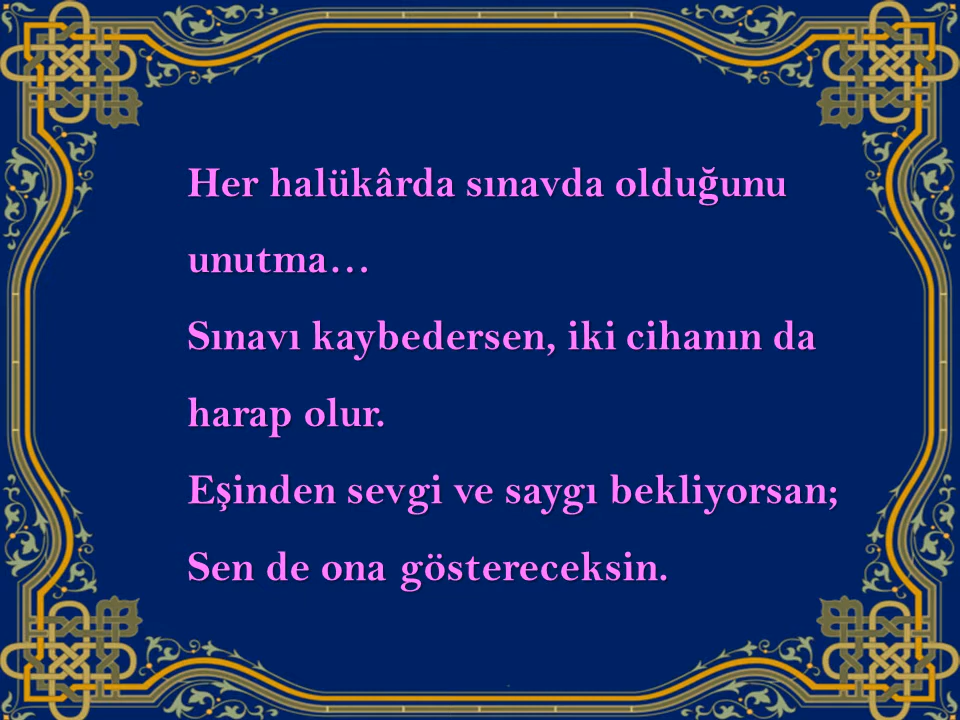 Her halükârda sınavda olduğunu
unutma…
Sınavı kaybedersen, iki cihanın da
harap olur.
Eşinden sevgi ve saygı bekliyorsan;
Sen de ona göstereceksin.